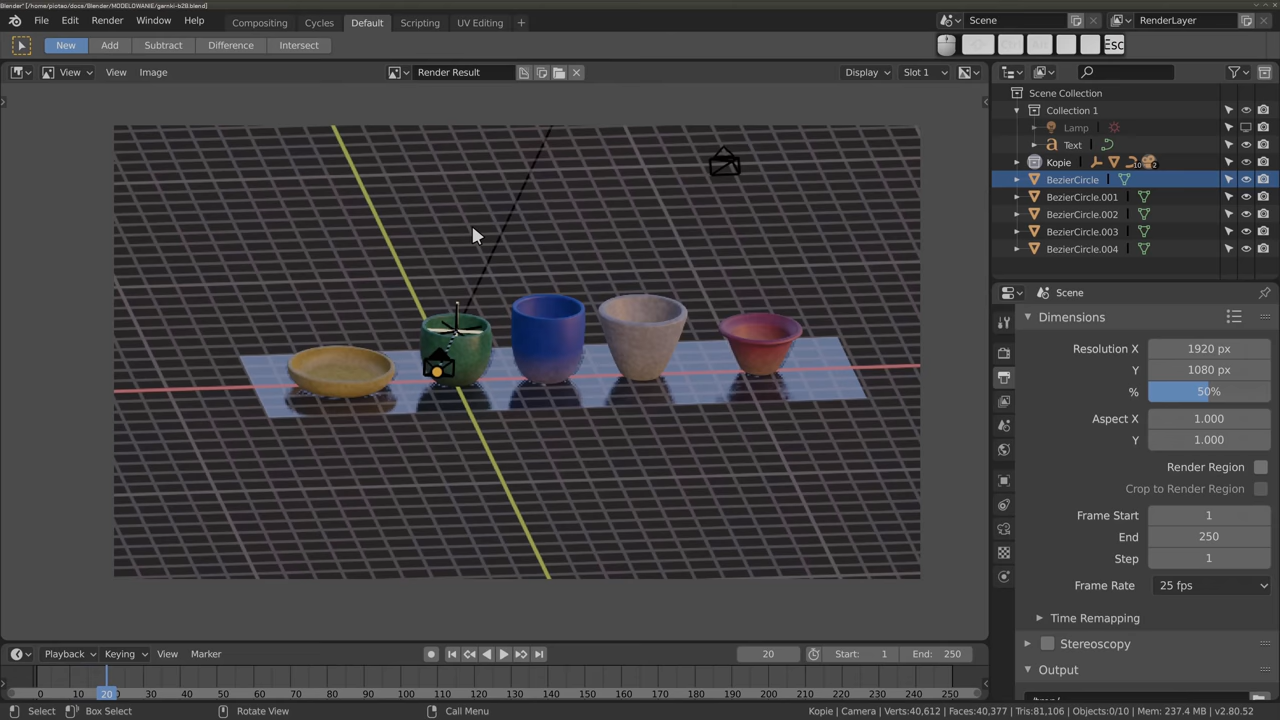 Blender* [/home/piotao/docs/Blender/MODELOWANIE/garnki-b28.blend]
File Edit Render Window Help
Compositing Cycles Default Scripting UV Editing +
Scene
RenderLayer
New Add Subtract Difference Intersect
Esc
View View Image
Render Result
Display Slot 1
Scene Collection
Collection 1
Lamp
Text
Kopie 10 2
BezierCircle
BezierCircle.001
BezierCircle.002
BezierCircle.003
BezierCircle.004
Scene
Dimensions
Resolution X 1920 px
Y 1080 px
% 50%
Aspect X 1.000
Y 1.000
Render Region
Crop to Render Region
Frame Start 1
End 250
Step 1
Frame Rate 25 fps
Time Remapping
Stereoscopy
Output
Playback Keying View Marker
20 Start: 1 End: 250
0 10 20 30 40 50 60 70 80 90 100 110 120 130 140 150 160 170 180 190 200 210 220 230 240 250
Select Box Select Rotate View Call Menu
Kopie | Camera | Verts:40,612 | Faces:40,377 | Tris:81,106 | Objects:0/10 | Mem: 237.4 MB | v2.80.52